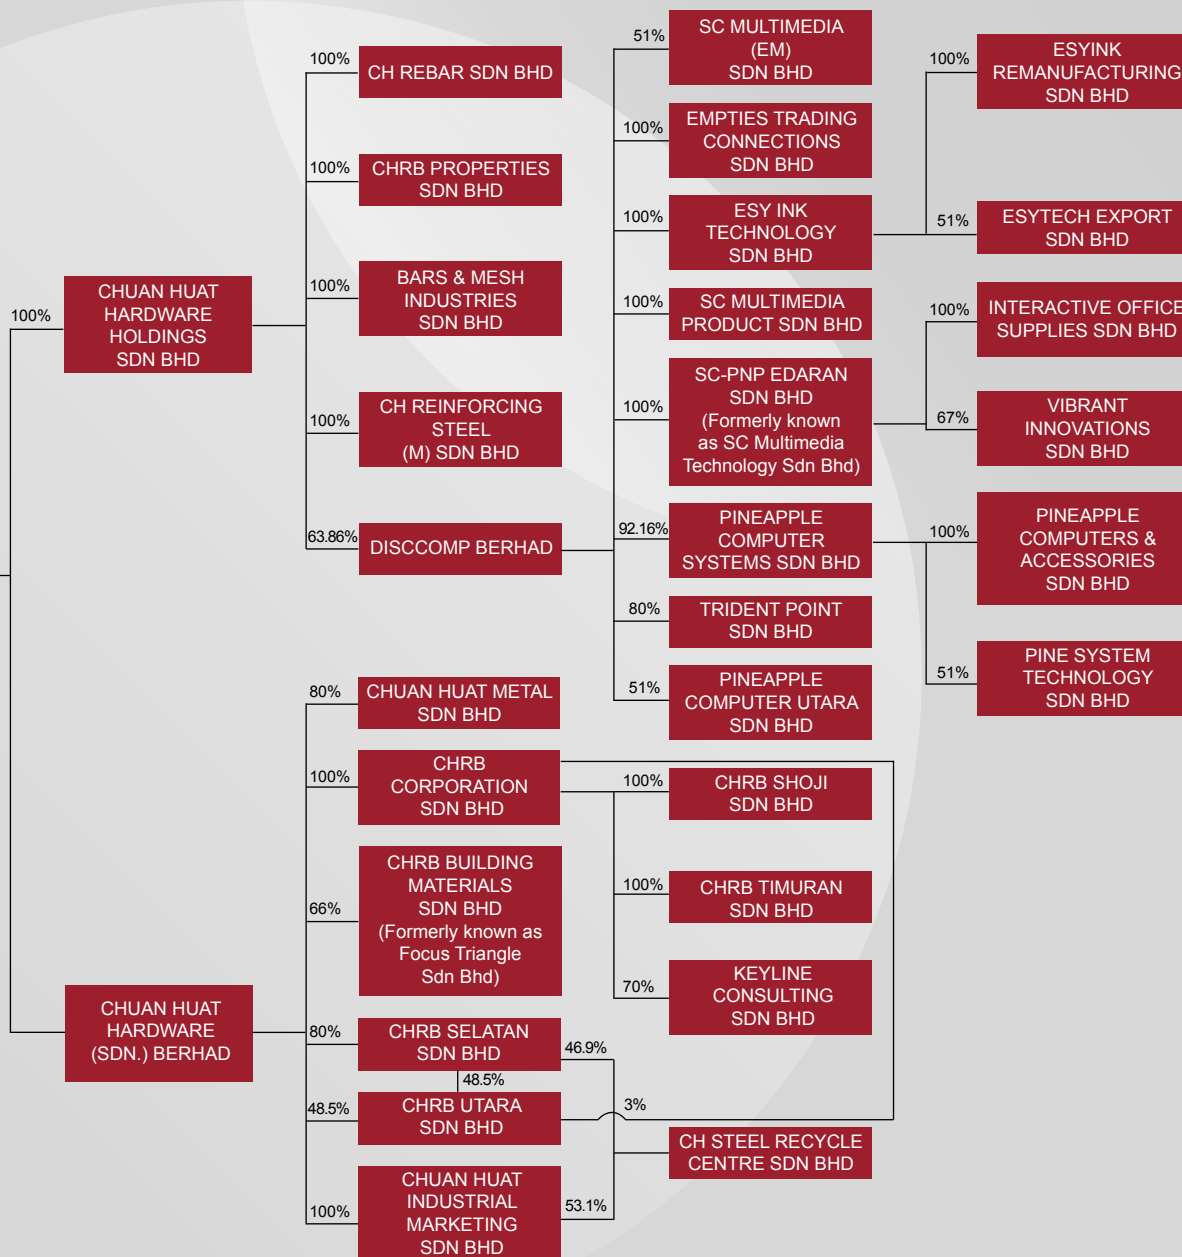 100%
CHUAN HUAT
HARDWARE
HOLDINGS
SDN BHD
100%
CH REBAR SDN BHD
100%
CHRB PROPERTIES
SDN BHD
100%
BARS & MESH
INDUSTRIES
SDN BHD
100%
CH REINFORCING
STEEL
(M) SDN BHD
63.86%
DISCCOMP BERHAD
51%
SC MULTIMEDIA
(EM)
SDN BHD
100%
EMPTIES TRADING
CONNECTIONS
SDN BHD
100%
ESY INK
TECHNOLOGY
SDN BHD
100%
SC MULTIMEDIA
PRODUCT SDN BHD
100%
SC-PNP EDARAN
SDN BHD
(Formerly known
as SC Multimedia
Technology Sdn Bhd)
92.16%
PINEAPPLE
COMPUTER
SYSTEMS SDN BHD
80%
TRIDENT POINT
SDN BHD
51%
PINEAPPLE
COMPUTER UTARA
SDN BHD
100%
ESYINK
REMANUFACTURING
SDN BHD
51%
ESYTECH EXPORT
SDN BHD
100%
INTERACTIVE OFFICE
SUPPLIES SDN BHD
67%
VIBRANT
INNOVATIONS
SDN BHD
100%
PINEAPPLE
COMPUTERS &
ACCESSORIES
SDN BHD
51%
PINE SYSTEM
TECHNOLOGY
SDN BHD
CHUAN HUAT
HARDWARE
(SDN.) BERHAD
80%
CHUAN HUAT METAL
SDN BHD
100%
CHRB
CORPORATION
SDN BHD
66%
CHRB BUILDING
MATERIALS
SDN BHD
(Formerly known as
Focus Triangle
Sdn Bhd)
80%
CHRB SELATAN
SDN BHD
46.9%
48.5%
48.5%
CHRB UTARA
SDN BHD
3%
100%
CHUAN HUAT
INDUSTRIAL
MARKETING
SDN BHD
53.1%
100%
CHRB SHOJI
SDN BHD
100%
CHRB TIMURAN
SDN BHD
70%
KEYLINE
CONSULTING
SDN BHD
CH STEEL RECYCLE
CENTRE SDN BHD